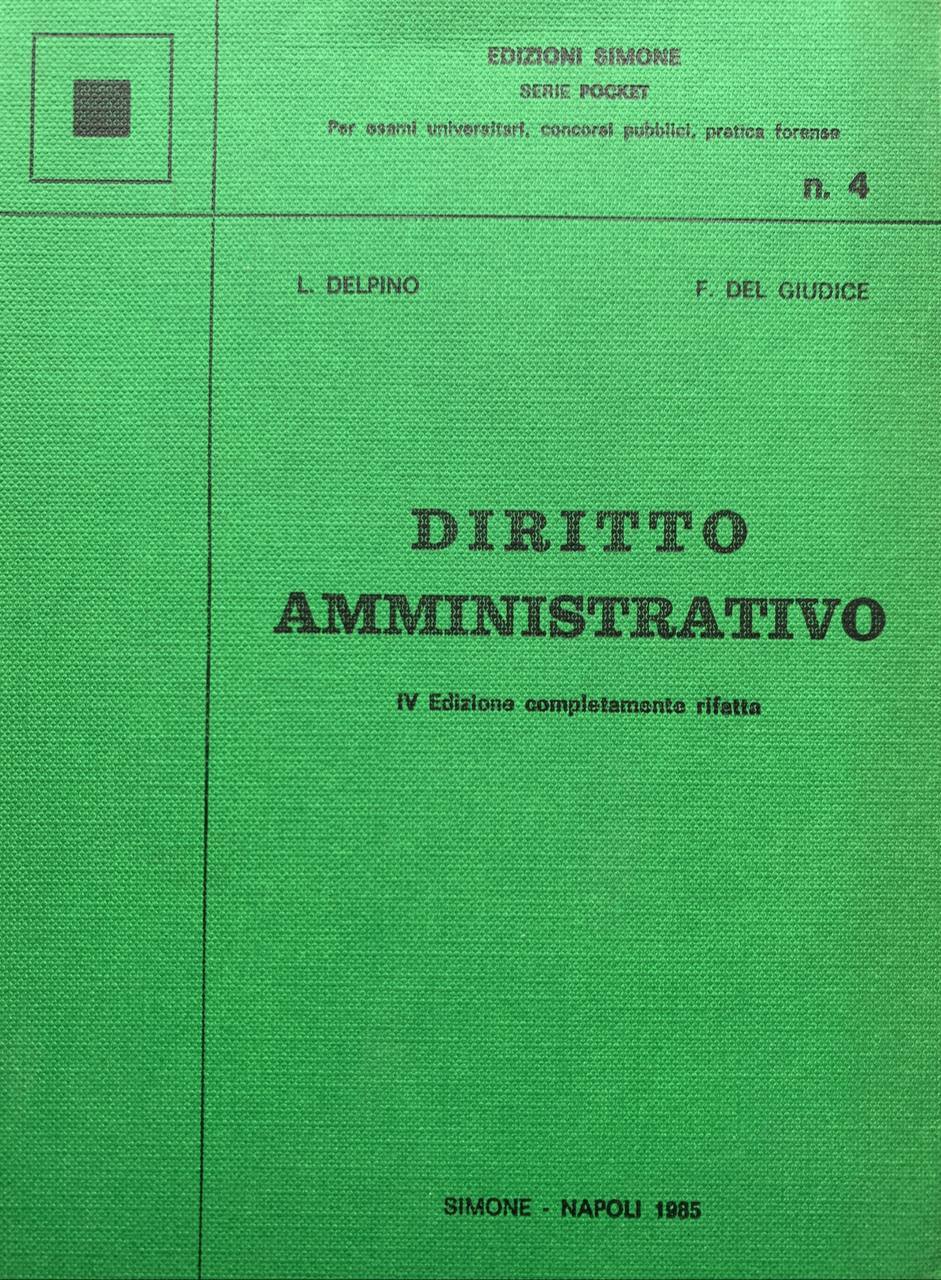 EDIZIONI SIMONE
SERIE POCKET
Per esami universitari, concorsi pubblici, pratica forense
n. 4
L. DELPINO F. DEL GIUDICE
DIRITTO
AMMINISTRATIVO
IV Edizione completamente rifatta
SIMONE - NAPOLI 1985